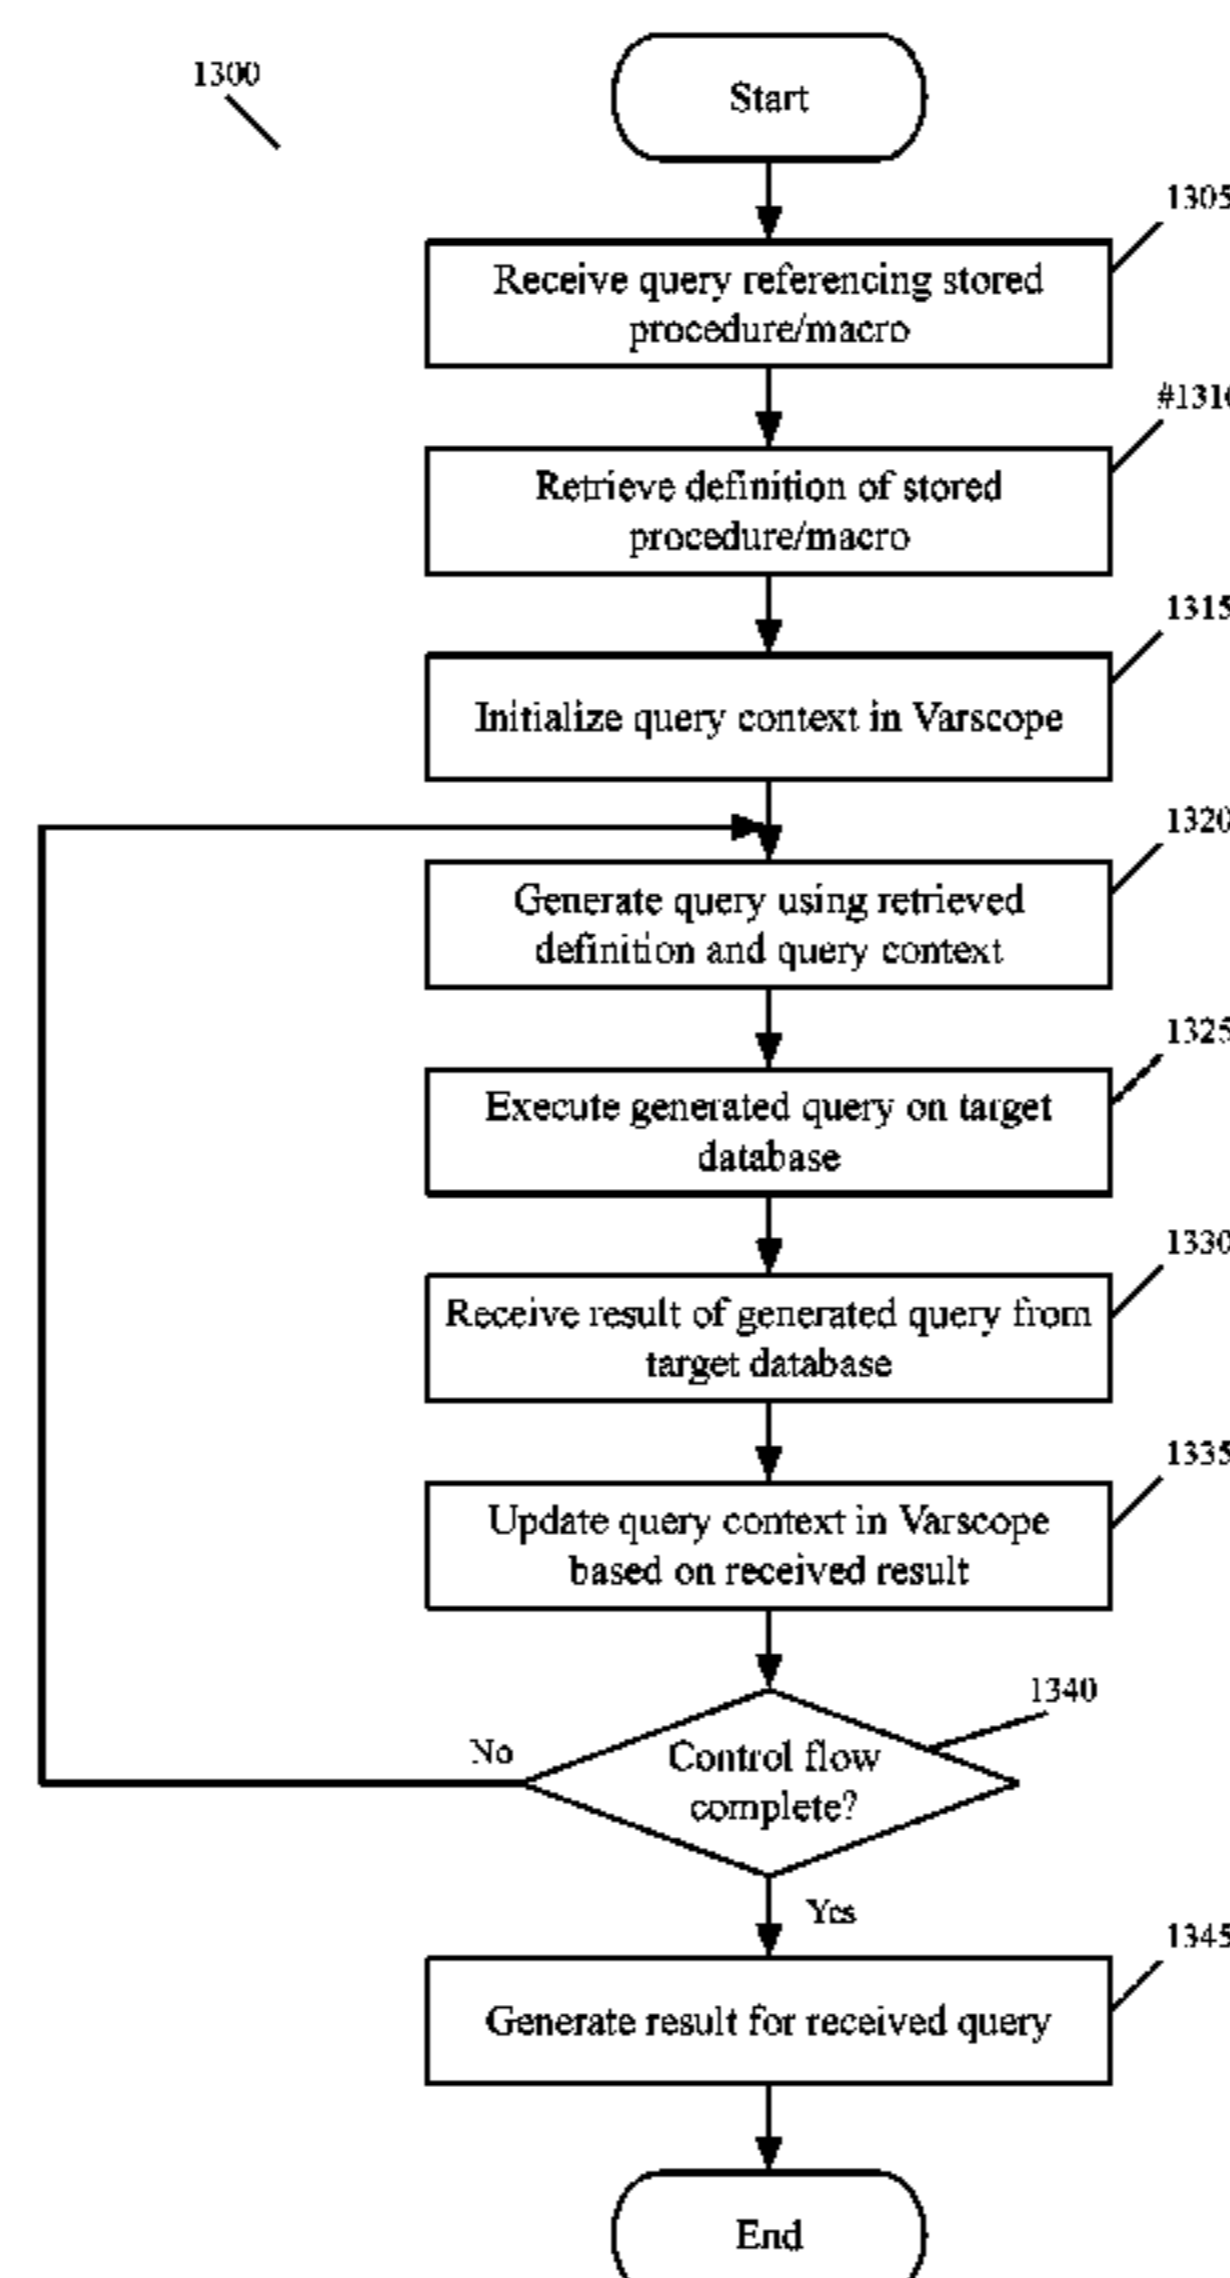 1300
Start
1305
Receive query referencing stored
procedure/macro
#1310
Retrieve definition of stored
procedure/macro
1315
Initialize query context in Varscope
1320
Generate query using retrieved
definition and query context
1325
Execute generated query on target
database
1330
Receive result of generated query from
target database
1335
Update query context in Varscope
based on received result
1340
No
Control flow
complete?
Yes
1345
Generate result for received query
End